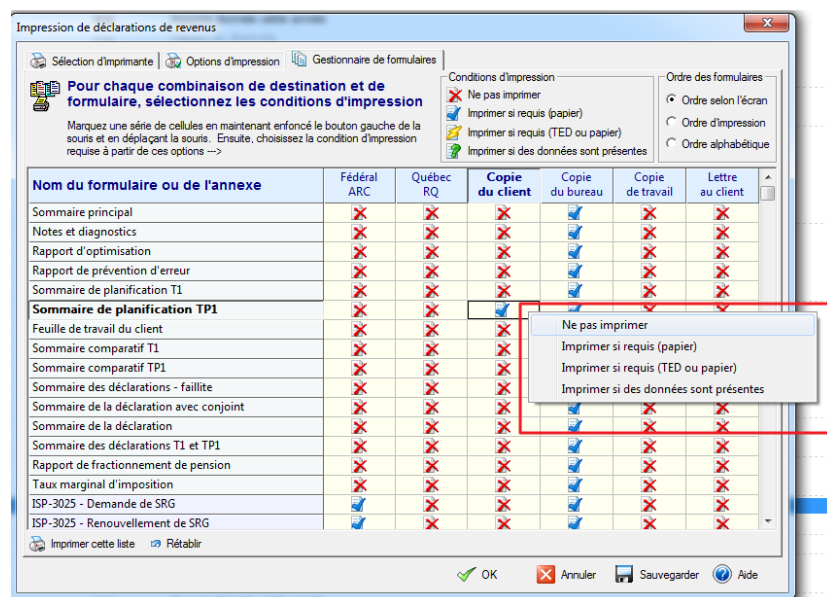 Impression de déclarations de revenus
Sélection d'imprimante
Options d'impression
Gestionnaire de formulaires
Pour chaque combinaison de destination et de
formulaire, sélectionnez les conditions d'impression
Marquez une série de cellules en maintenant enfoncé le bouton gauche de la
souris et en déplaçant la souris. Ensuite, choisissez la condition d'impression
requise à partir de ces options --->
Conditions d'impression
Ne pas imprimer
Imprimer si requis (papier)
Imprimer si requis (TED ou papier)
Imprimer si des données sont présentes
Ordre des formulaires
Ordre selon l'écran
Ordre d'impression
Ordre alphabétique
Nom du formulaire ou de l'annexe
Fédéral
ARC
Québec
RQ
Copie
du client
Copie
du bureau
Copie
de travail
Lettre
au client
Sommaire principal
Notes et diagnostics
Rapport d'optimisation
Rapport de prévention d'erreur
Sommaire de planification T1
Sommaire de planification TP1
Feuille de travail du client
Sommaire comparatif T1
Sommaire comparatif TP1
Sommaire des déclarations - faillite
Sommaire de la déclaration avec conjoint
Sommaire de la déclaration
Sommaire des déclarations T1 et TP1
Rapport de fractionnement de pension
Taux marginal d'imposition
ISP-3025 - Demande de SRG
ISP-3025 - Renouvellement de SRG
Ne pas imprimer
Imprimer si requis (papier)
Imprimer si requis (TED ou papier)
Imprimer si des données sont présentes
Imprimer cette liste
Rétablir
OK
Annuler
Sauvegarder
Aide